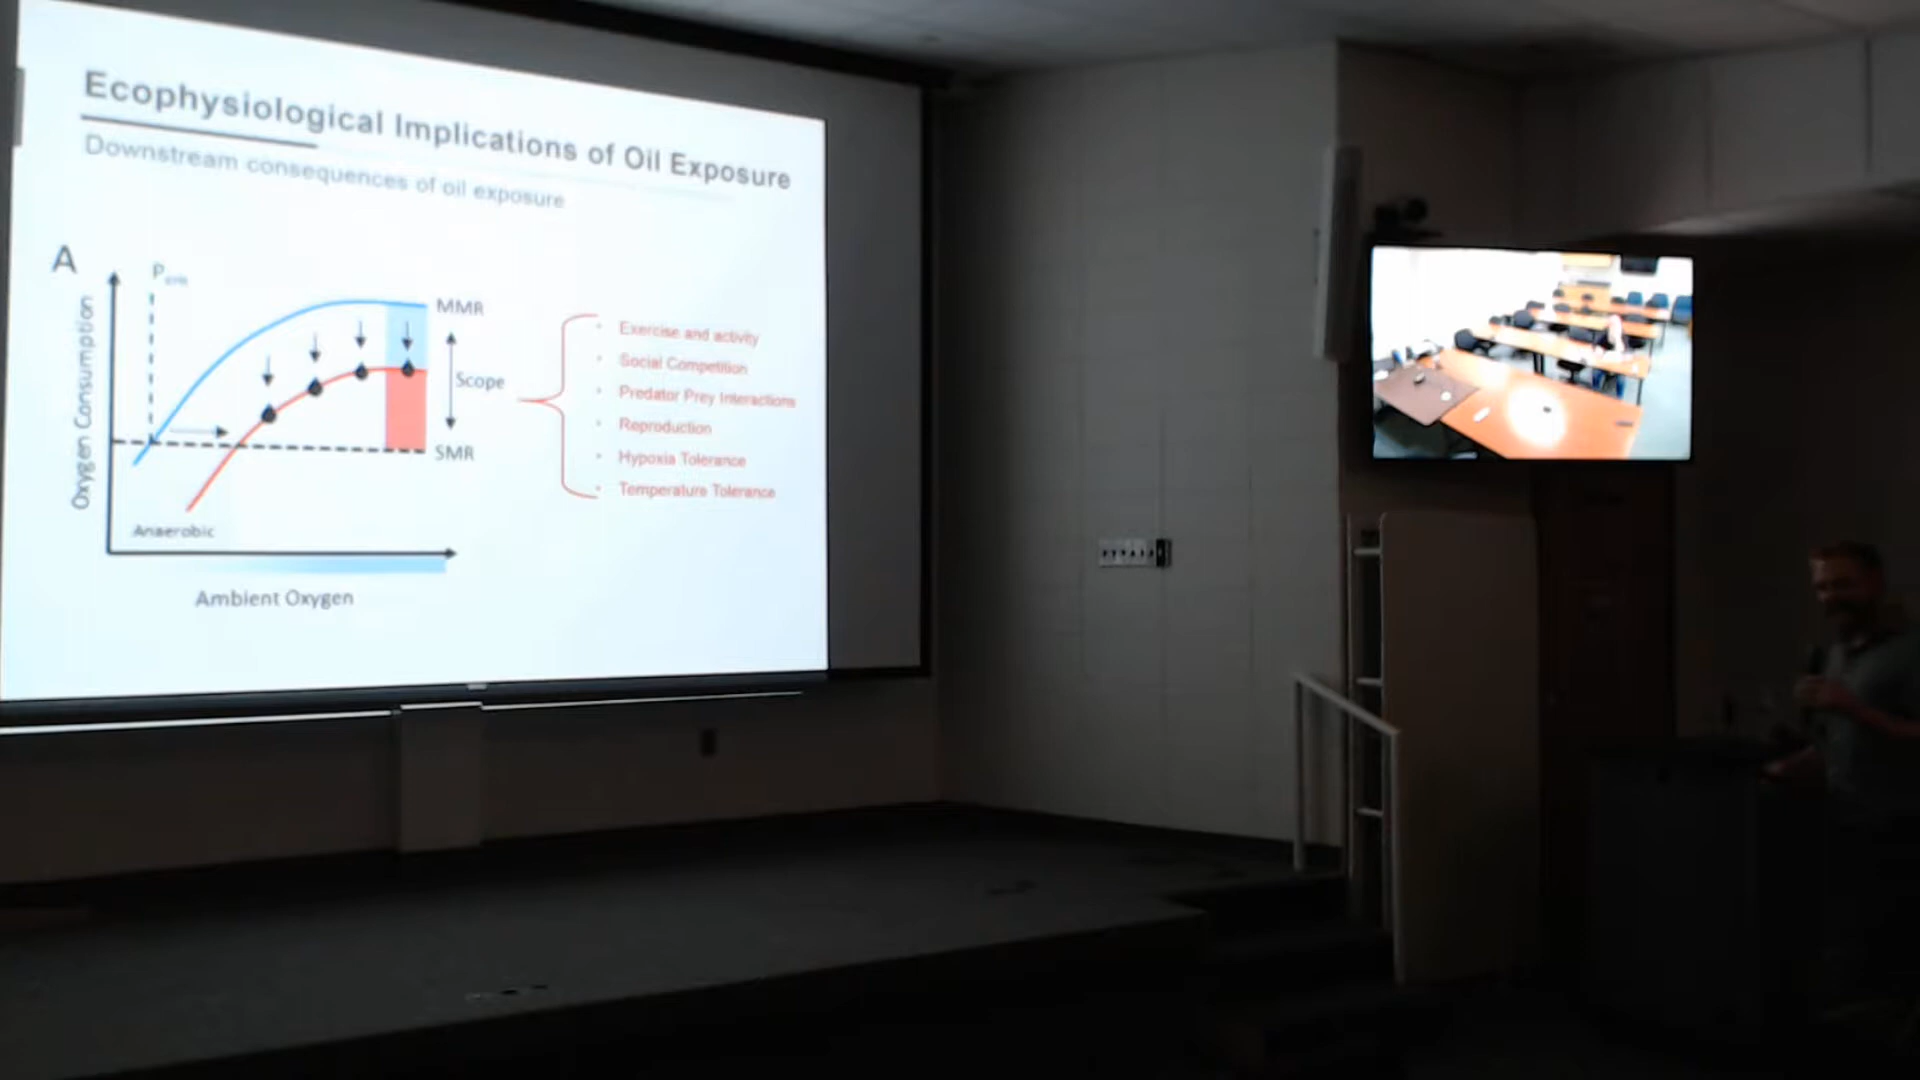 Ecophysiological Implications of Oil Exposure
Downstream consequences of oil exposure
A
Pcrit
Oxygen Consumption
MMR
Scope
SMR
Anaerobic
Ambient Oxygen
• Exercise and activity
• Social Competition
• Predator Prey Interactions
• Reproduction
• Hypoxia Tolerance
• Temperature Tolerance